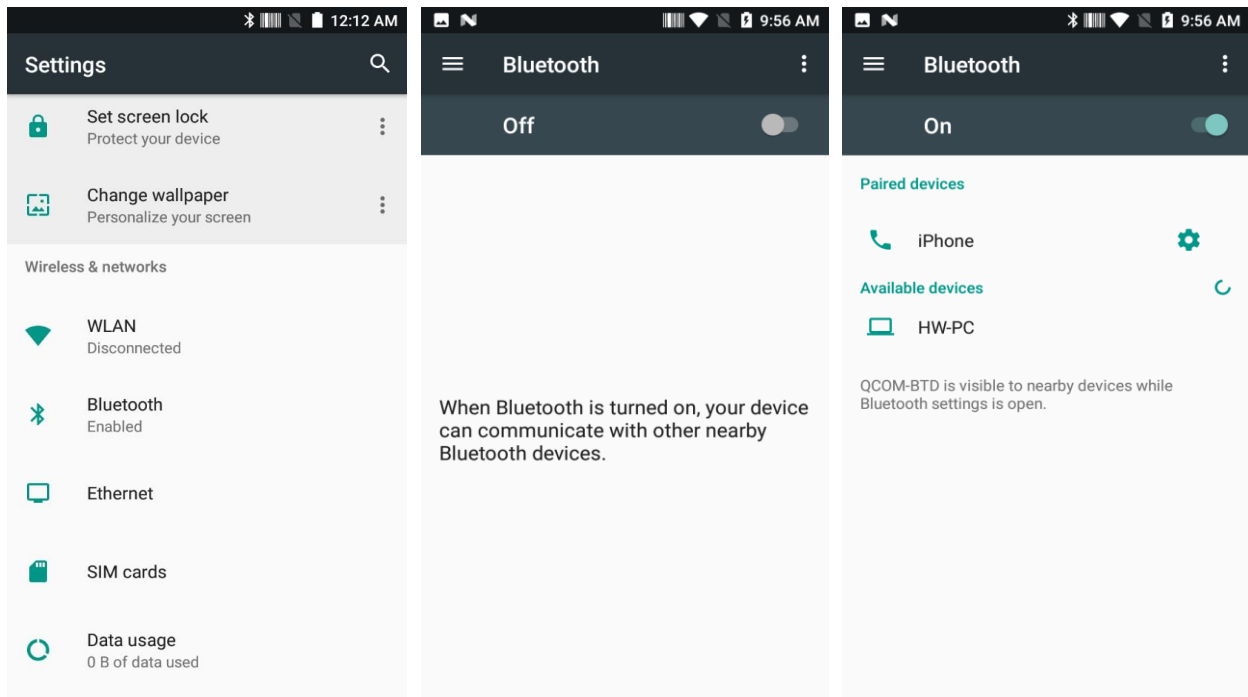 12:12 AM
Settings
Set screen lock
Protect your device
Change wallpaper
Personalize your screen
Wireless & networks
WLAN
Disconnected
Bluetooth
Enabled
Ethernet
SIM cards
Data usage
0 B of data used
9:56 AM
Bluetooth
Off
When Bluetooth is turned on, your device
can communicate with other nearby
Bluetooth devices.
9:56 AM
Bluetooth
On
Paired devices
iPhone
Available devices
HW-PC
QCOM-BTD is visible to nearby devices while
Bluetooth settings is open.